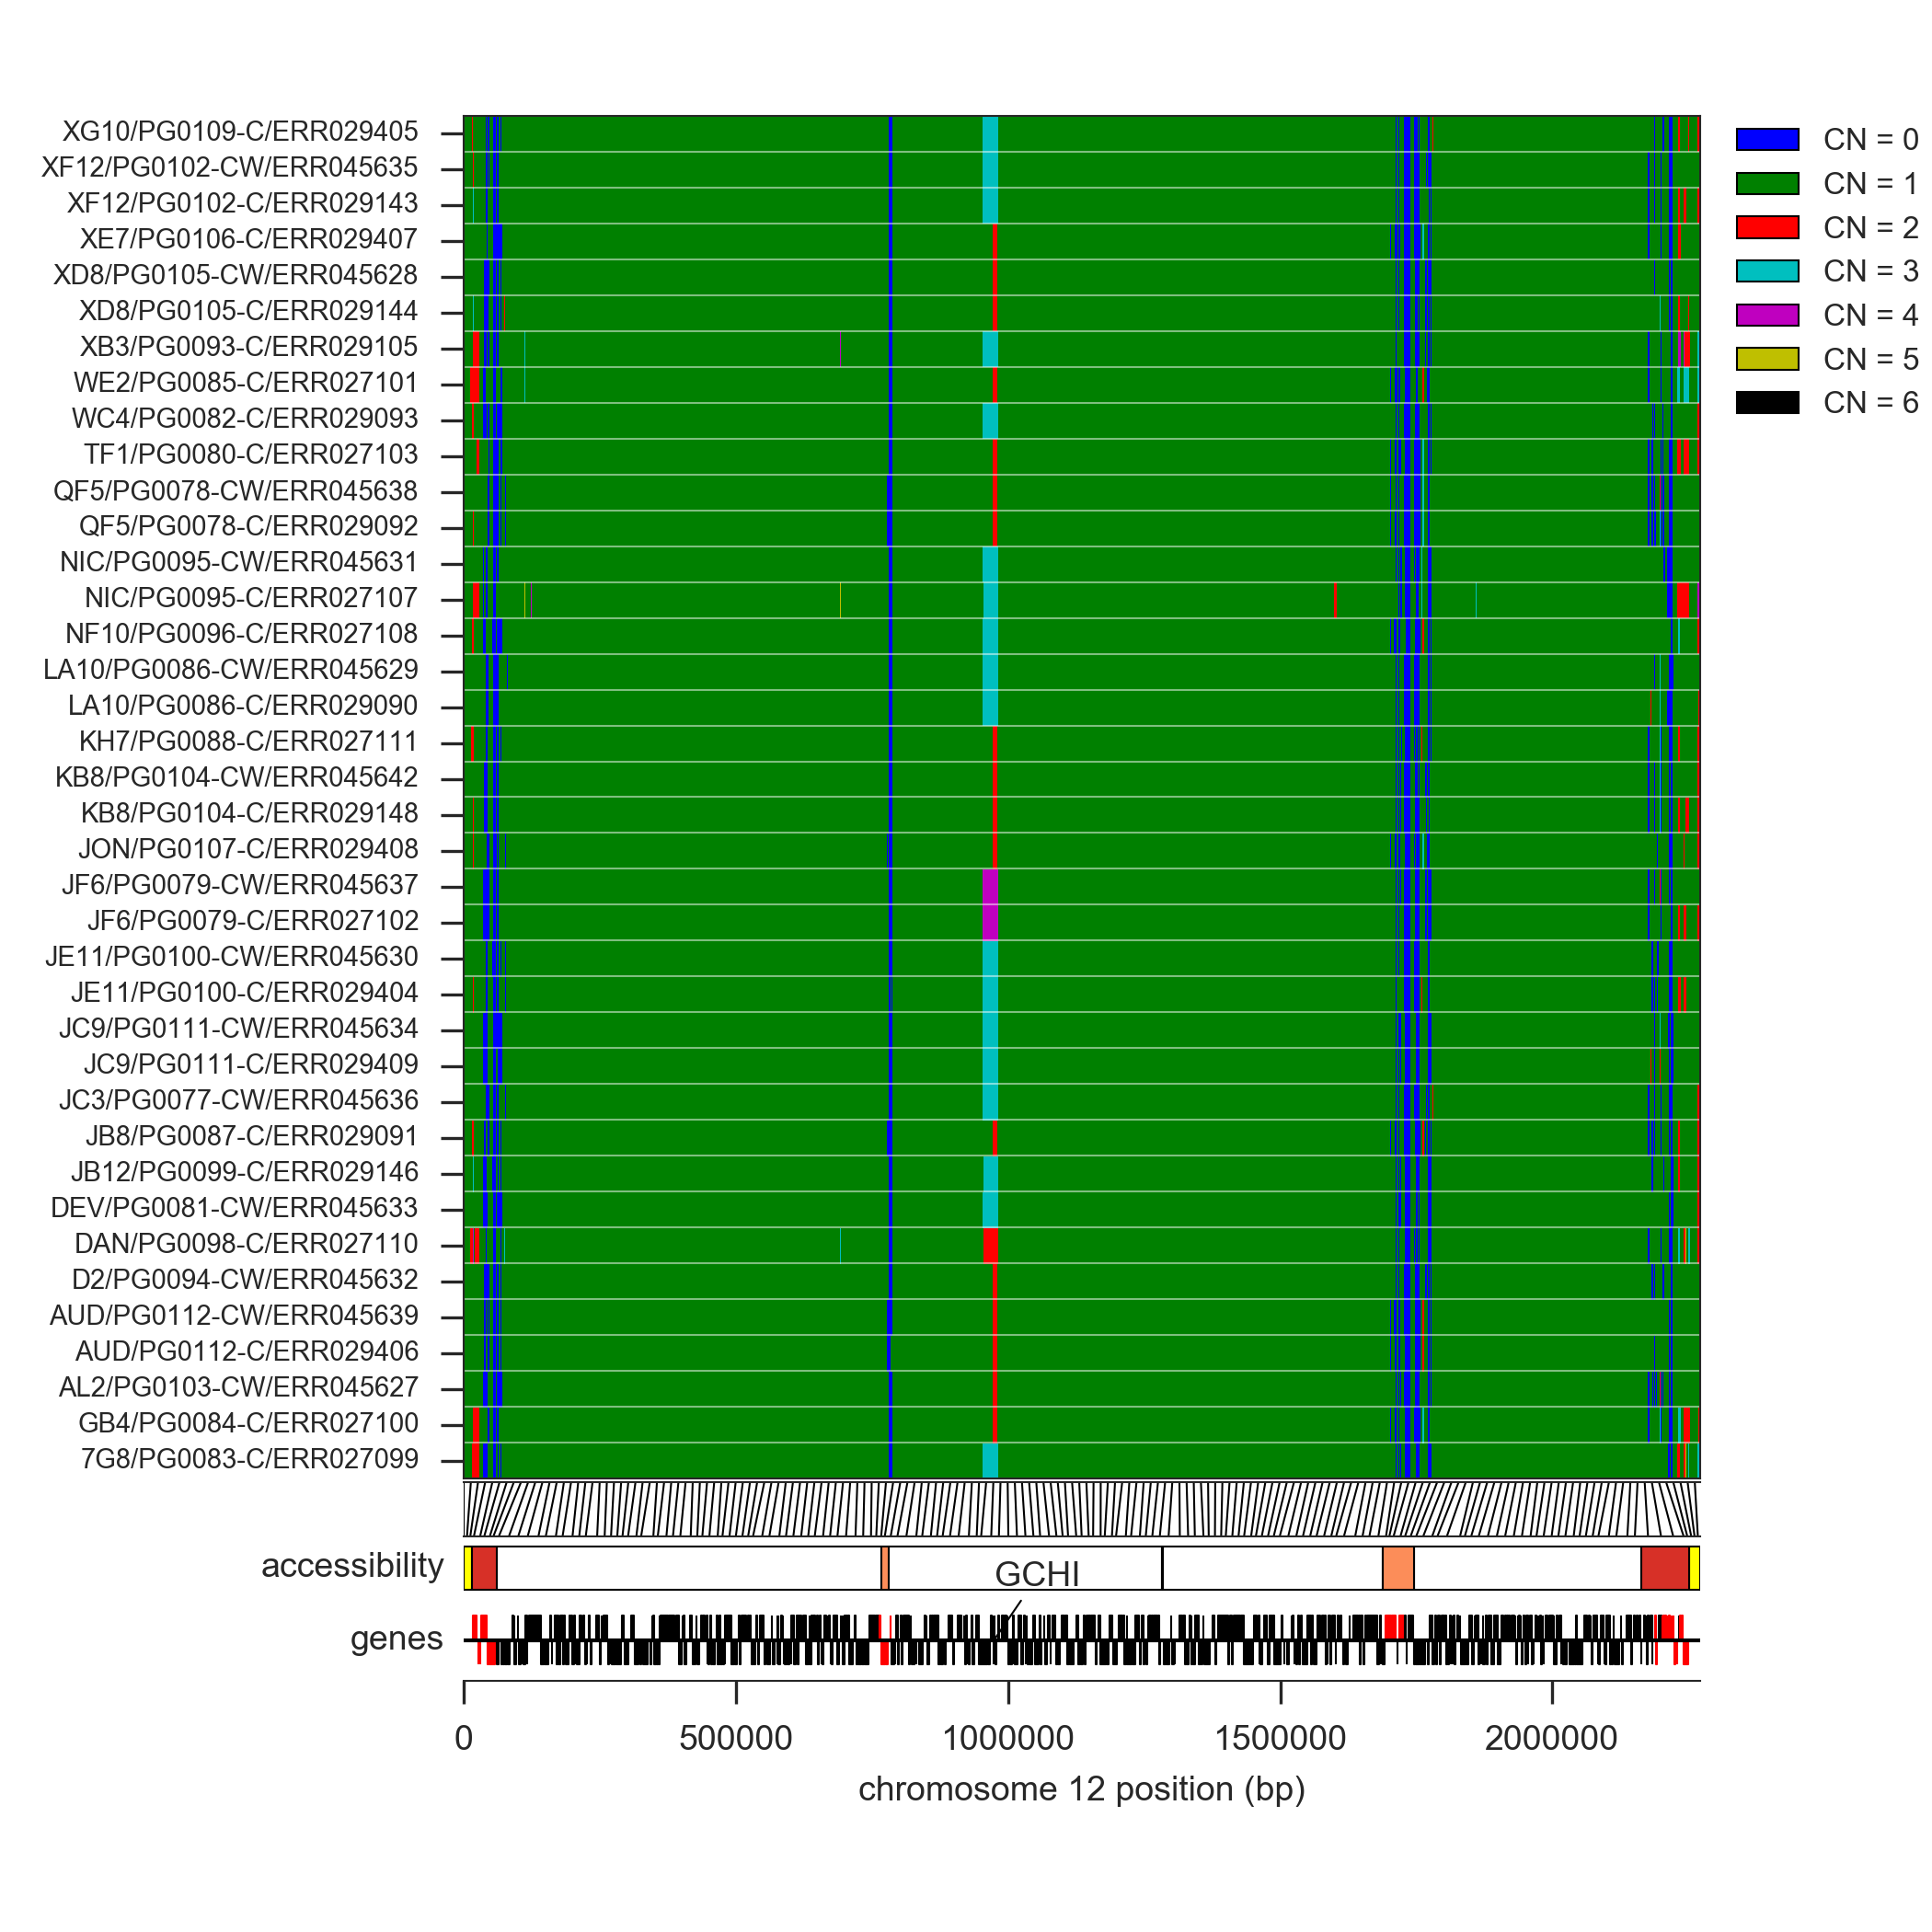 XG10/PG0109-C/ERR029405
XF12/PG0102-CW/ERR045635
XF12/PG0102-C/ERR029143
XE7/PG0106-C/ERR029407
XD8/PG0105-CW/ERR045628
XD8/PG0105-C/ERR029144
XB3/PG0093-C/ERR029105
WE2/PG0085-C/ERR027101
WC4/PG0082-C/ERR029093
TF1/PG0080-C/ERR027103
QF5/PG0078-CW/ERR045638
QF5/PG0078-C/ERR029092
NIC/PG0095-CW/ERR045631
NIC/PG0095-C/ERR027107
NF10/PG0096-C/ERR027108
LA10/PG0086-CW/ERR045629
LA10/PG0086-C/ERR029090
KH7/PG0088-C/ERR027111
KB8/PG0104-CW/ERR045642
KB8/PG0104-C/ERR029148
JON/PG0107-C/ERR029408
JF6/PG0079-CW/ERR045637
JF6/PG0079-C/ERR027102
JE11/PG0100-CW/ERR045630
JE11/PG0100-C/ERR029404
JC9/PG0111-CW/ERR045634
JC9/PG0111-C/ERR029409
JC3/PG0077-CW/ERR045636
JB8/PG0087-C/ERR029091
JB12/PG0099-C/ERR029146
DEV/PG0081-CW/ERR045633
DAN/PG0098-C/ERR027110
D2/PG0094-CW/ERR045632
AUD/PG0112-CW/ERR045639
AUD/PG0112-C/ERR029406
AL2/PG0103-CW/ERR045627
GB4/PG0084-C/ERR027100
7G8/PG0083-C/ERR027099
CN = 0
CN = 1
CN = 2
CN = 3
CN = 4
CN = 5
CN = 6
accessibility
GCHI
genes
0 500000 1000000 1500000 2000000
chromosome 12 position (bp)